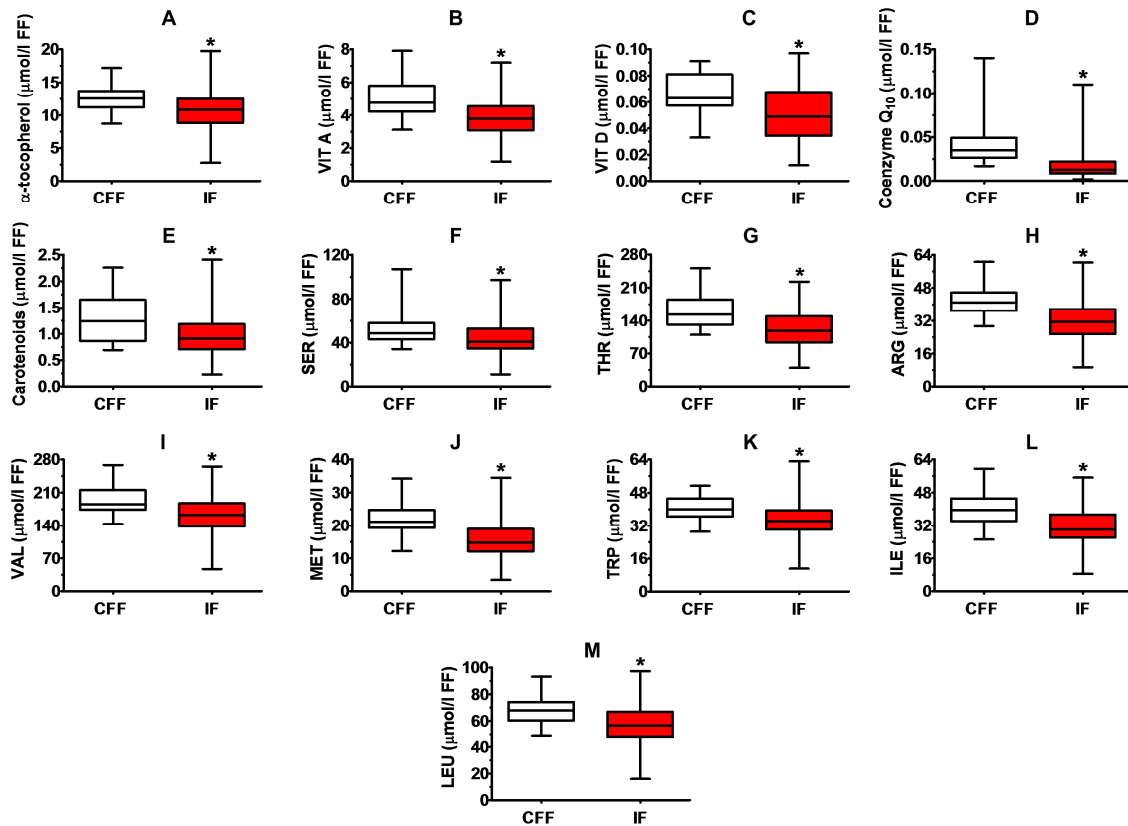 A
α-tocopherol (μmol/l FF)
20
15
10
5
0
*
CFF IF
B
VIT A (μmol/l FF)
8
6
4
2
0
*
CFF IF
C
VIT D (μmol/l FF)
0.10
0.08
0.06
0.04
0.02
0.00
*
CFF IF
D
Coenzyme Q10 (μmol/l FF)
0.15
0.10
0.05
0.00
*
CFF IF
E
Carotenoids (μmol/l FF)
2.5
2.0
1.5
1.0
0.5
0.0
*
CFF IF
F
SER (μmol/l FF)
120
80
40
0
*
CFF IF
G
THR (μmol/l FF)
280
210
140
70
0
*
CFF IF
H
ARG (μmol/l FF)
64
48
32
16
0
*
CFF IF
I
VAL (μmol/l FF)
280
210
140
70
0
*
CFF IF
J
MET (μmol/l FF)
40
30
20
10
0
*
CFF IF
K
TRP (μmol/l FF)
64
48
32
16
0
*
CFF IF
L
ILE (μmol/l FF)
64
48
32
16
0
*
CFF IF
M
LEU (μmol/l FF)
100
80
60
40
20
0
*
CFF IF